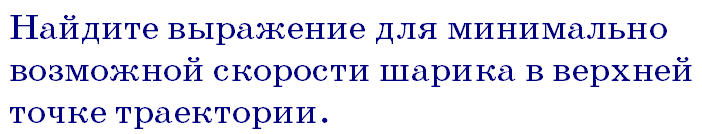 Найдите выражение для минимально
возможной скорости шарика в верхней
точке траектории.